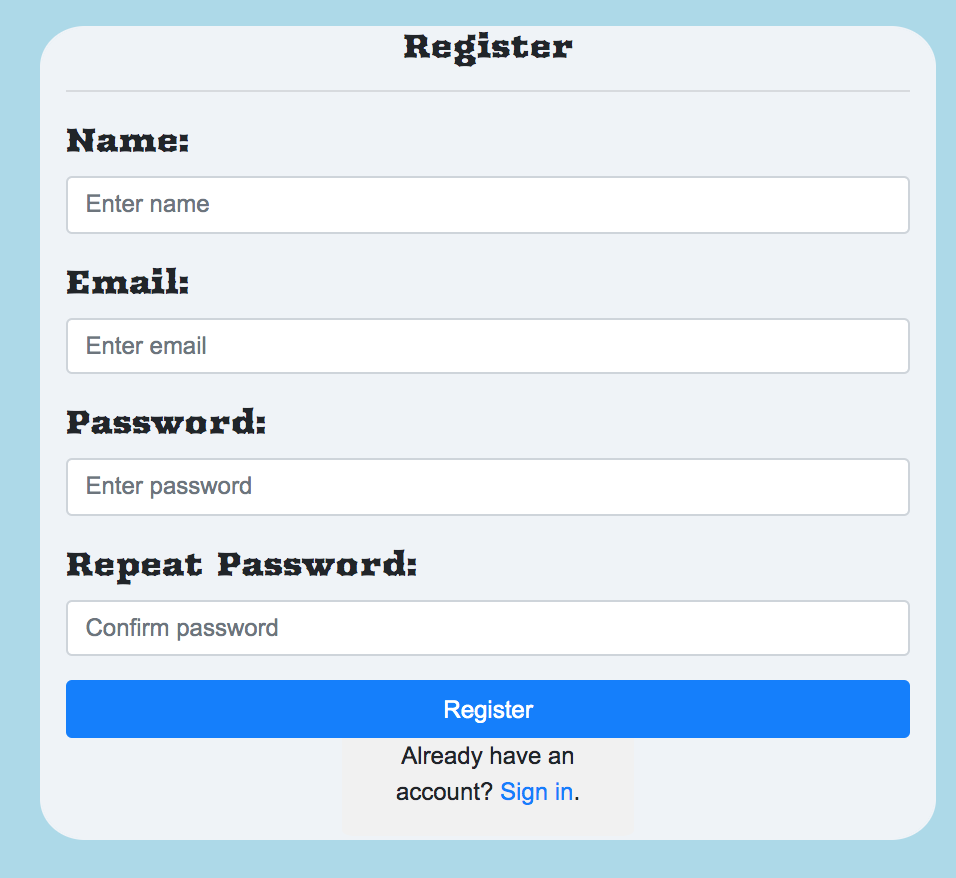 Register
Name:
Enter name
Email:
Enter email
Password:
Enter password
Repeat Password:
Confirm password
Register
Already have an
account? Sign in.